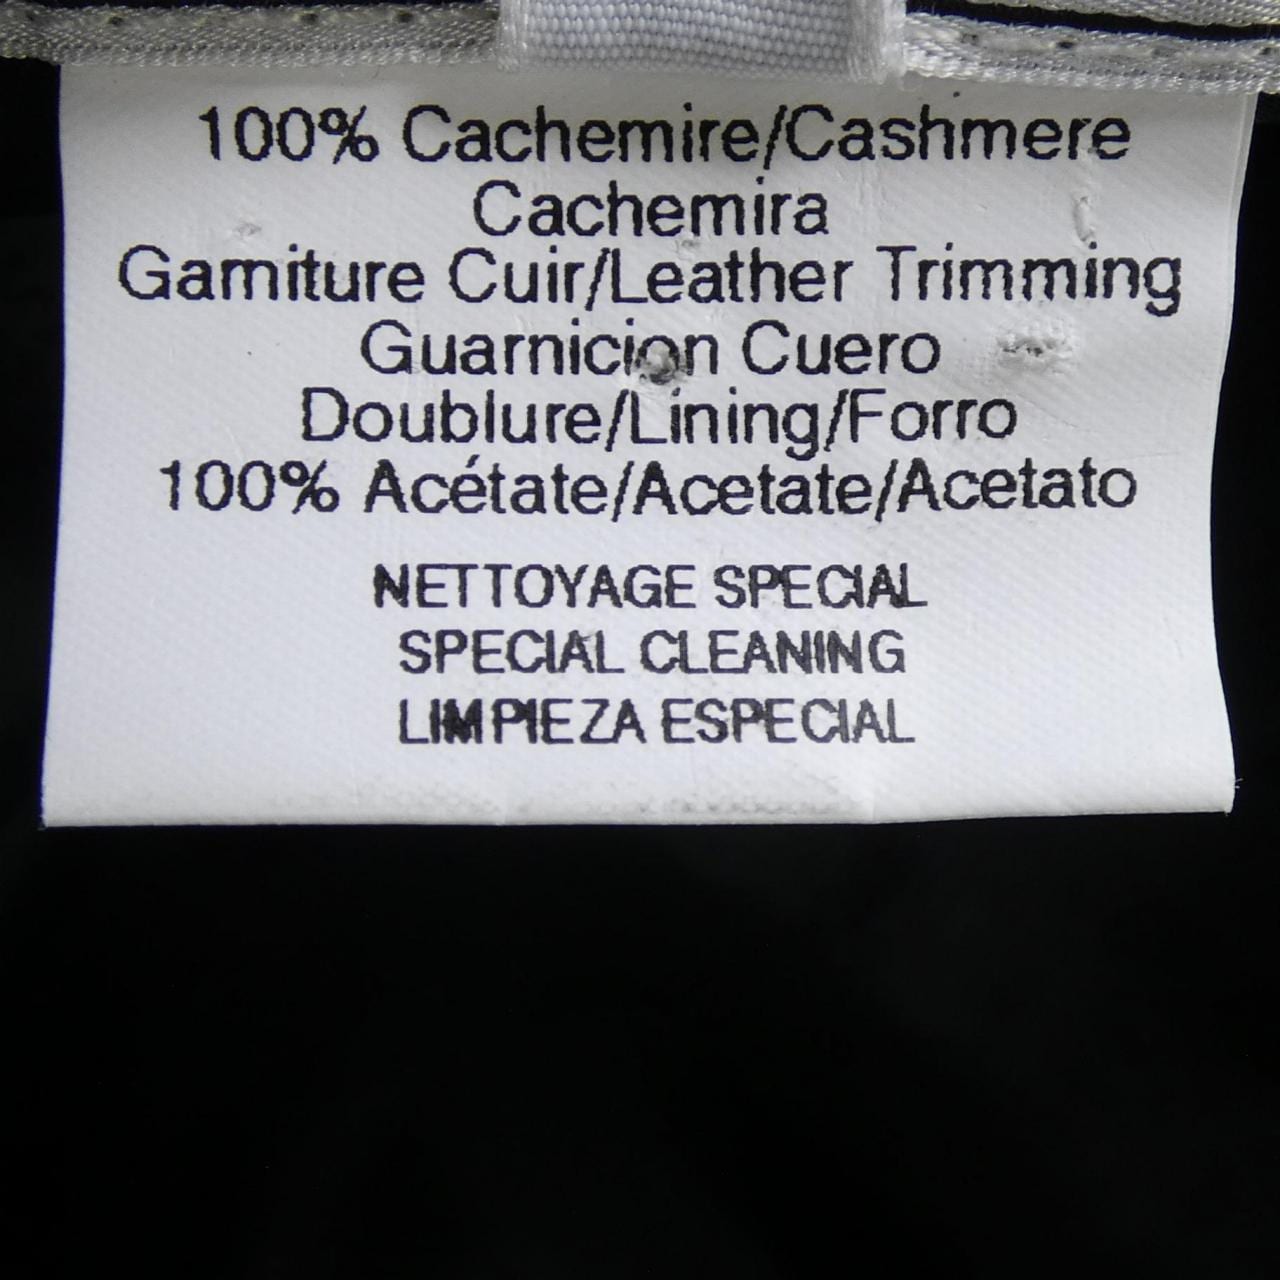 100% Cachemire/Cashmere
Cachemira
Garniture Cuir/Leather Trimming
Guarnicion Cuero
Doublure/Lining/Forro
100% Acétate/Acetate/Acetato
NETTOYAGE SPECIAL
SPECIAL CLEANING
LIMPIEZA ESPECIAL